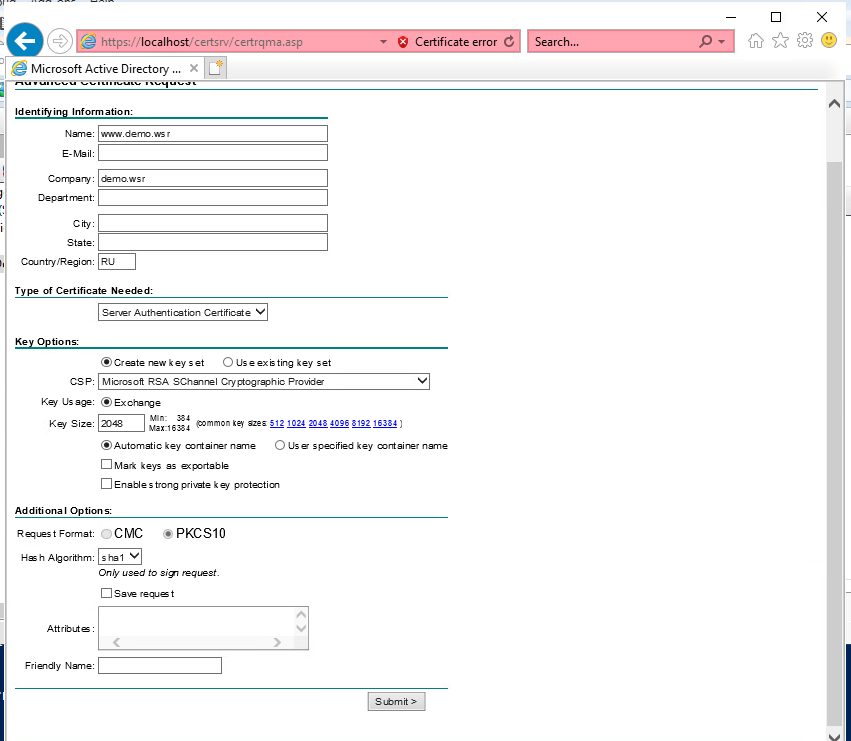 https://localhost/certsrv/certrqma.asp
Certificate error
Search...
Microsoft Active Directory ...
Advanced Certificate Request
Identifying Information:
Name: www.demo.wsr
E-Mail:
Company: demo.wsr
Department:
City:
State:
Country/Region: RU
Type of Certificate Needed:
Server Authentication Certificate
Key Options:
Create new key set Use existing key set
CSP: Microsoft RSA SChannel Cryptographic Provider
Key Usage: Exchange
Key Size: 2048 Min: 384 (common key sizes: 512 1024 2048 4096 8192 16384 )
Max:16384
Automatic key container name User specified key container name
Mark keys as exportable
Enable strong private key protection
Additional Options:
Request Format: CMC PKCS10
Hash Algorithm: sha1
Only used to sign request.
Save request
Attributes:
Friendly Name:
Submit >